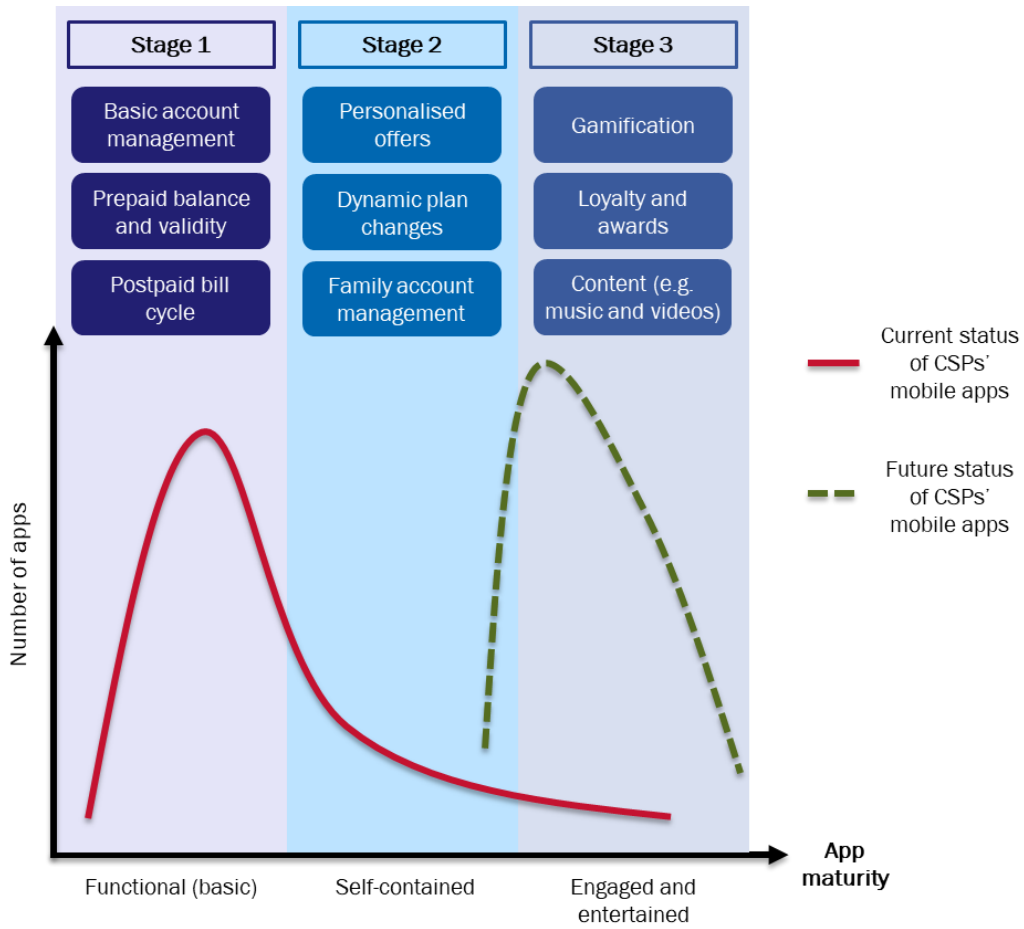 Stage 1
Stage 2
Stage 3
Basic account
management
Personalised
offers
Gamification
Prepaid balance
and validity
Dynamic plan
changes
Loyalty and
awards
Postpaid bill
cycle
Family account
management
Content (e.g.
music and videos)
Current status
of CSPs'
mobile apps
Future status
of CSPs'
mobile apps
Number of apps
App
maturity
Functional (basic)
Self-contained
Engaged and
entertained